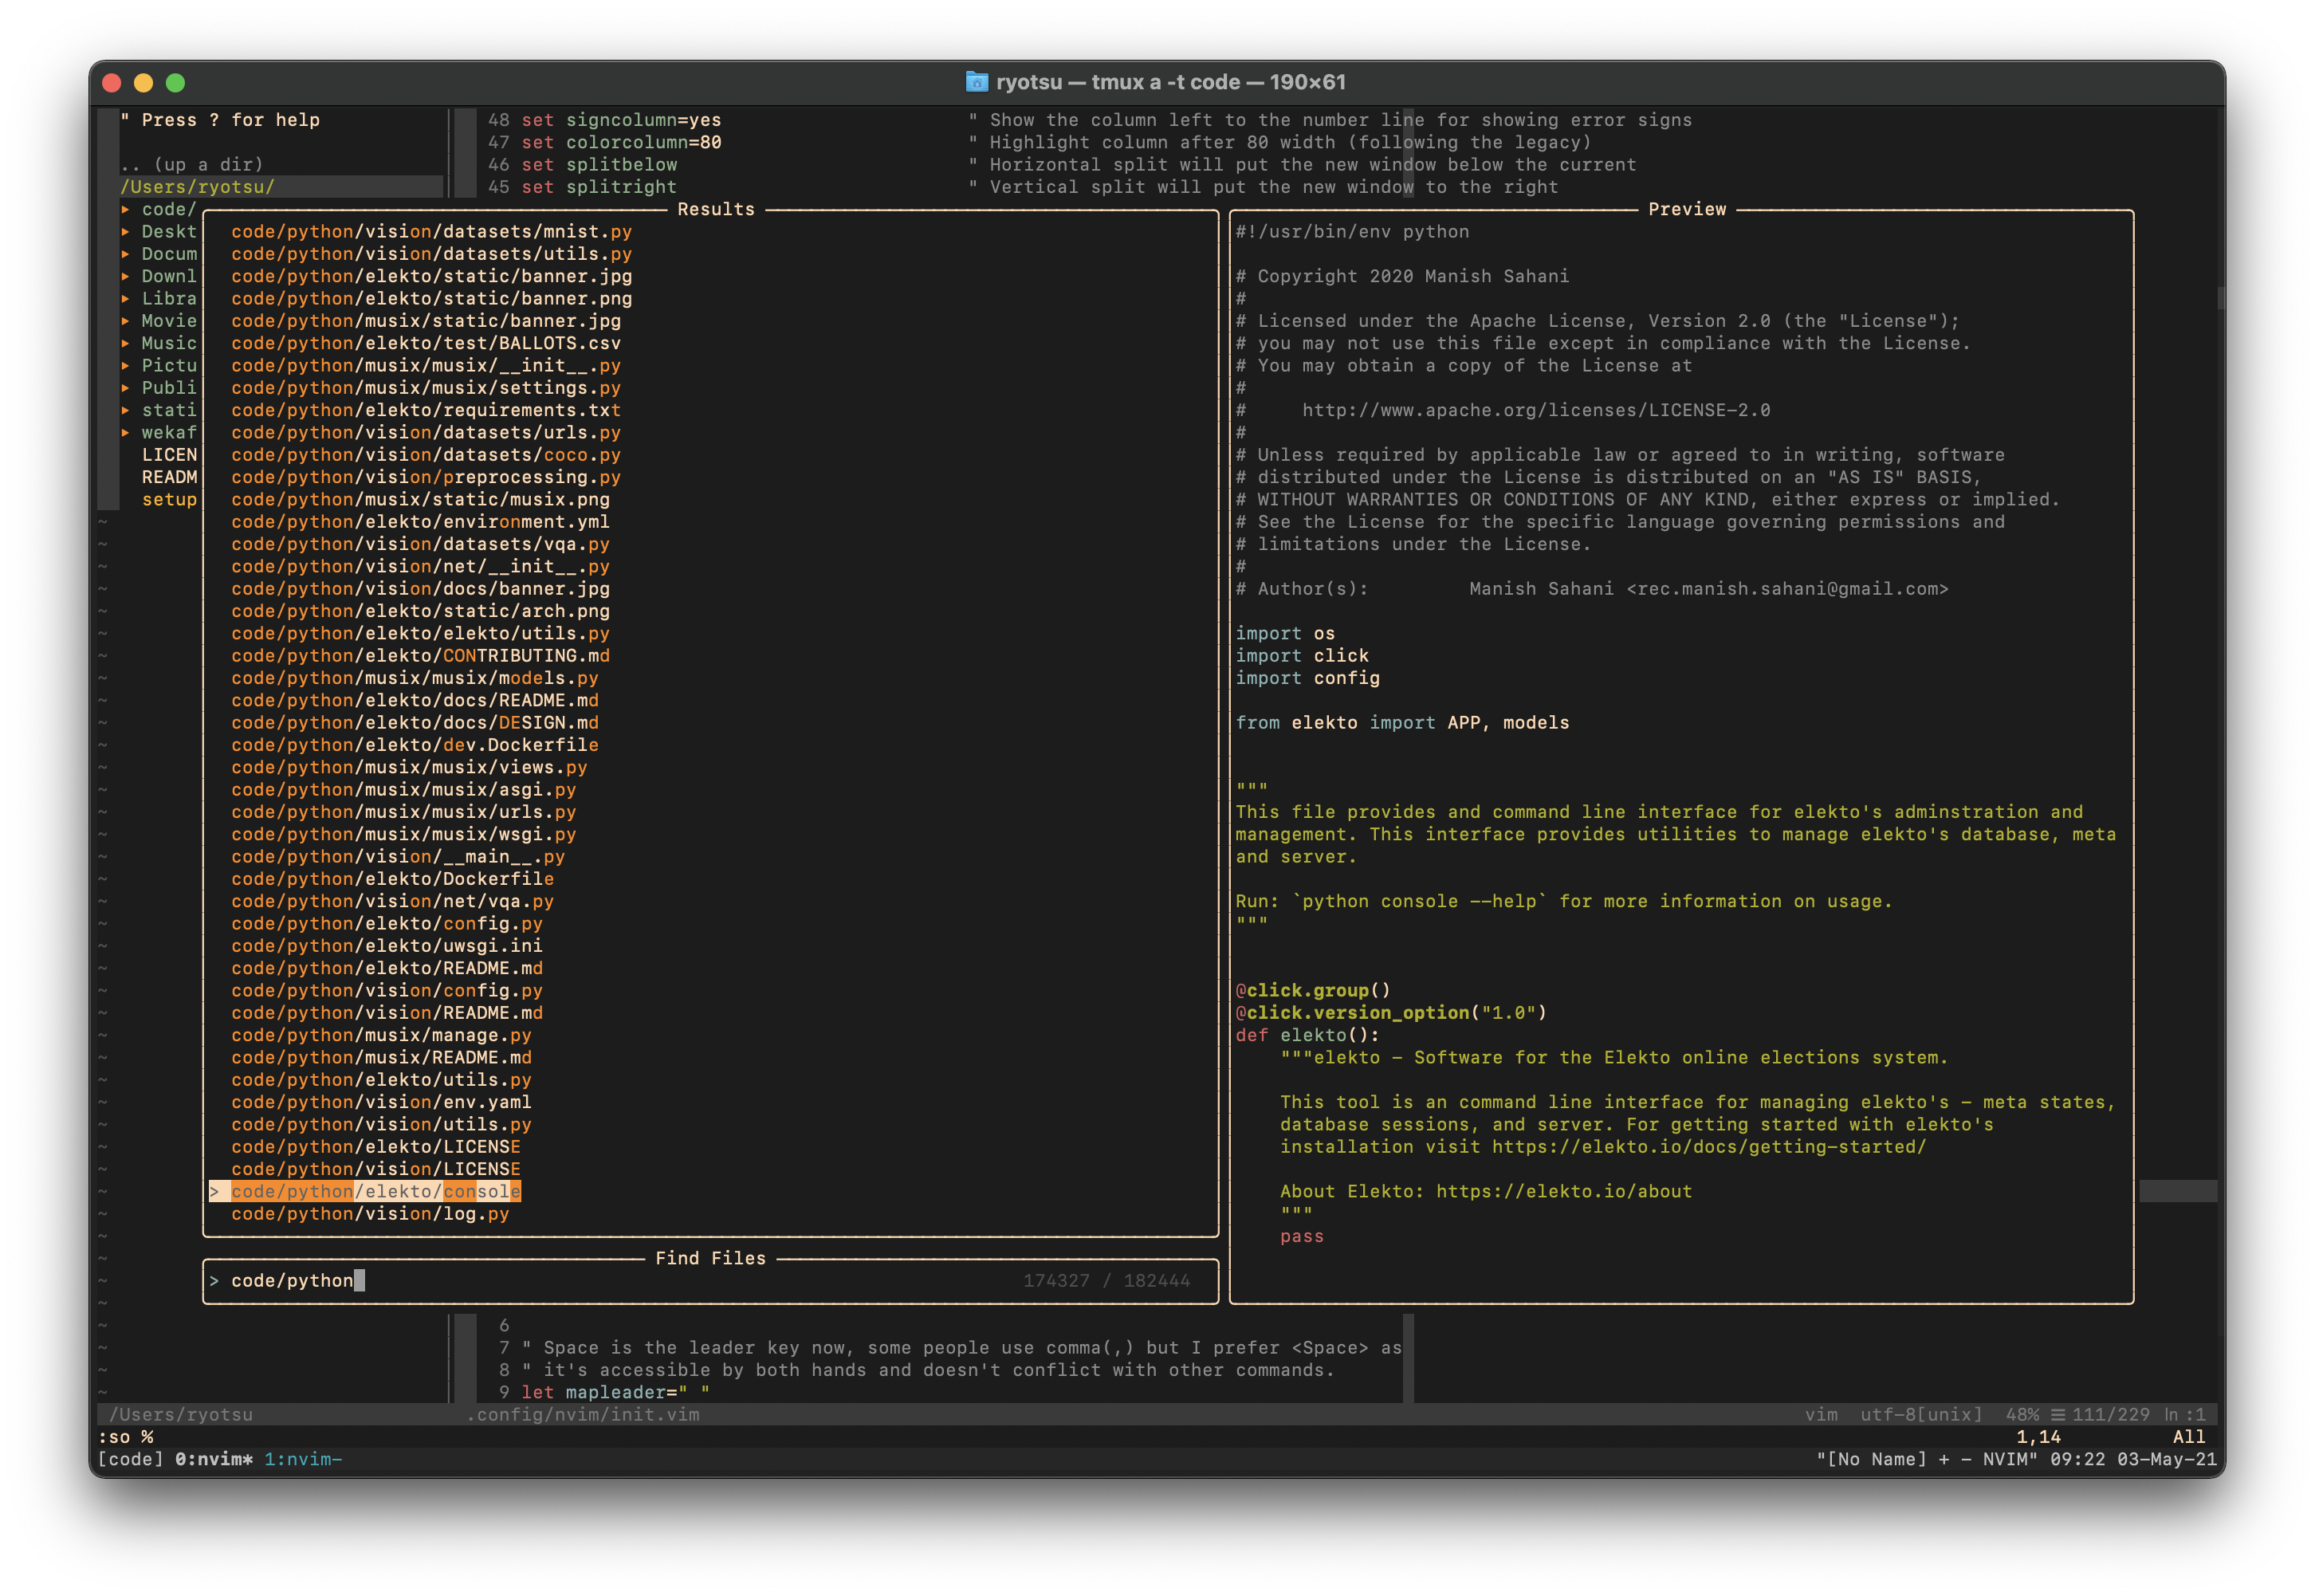 ryotsu — tmux a -t code — 190×61
" Press ? for help
.. (up a dir)
/Users/ryotsu/
▸ code/
▸ Deskt
▸ Docum
▸ Downl
▸ Libra
▸ Movie
▸ Music
▸ Pictu
▸ Publi
▸ stati
▸ wekaf
LICEN
READM
setup
48 set signcolumn=yes " Show the column left to the number line for showing error signs
47 set colorcolumn=80 " Highlight column after 80 width (following the legacy)
46 set splitbelow " Horizontal split will put the new window below the current
45 set splitright " Vertical split will put the new window to the right
Results
code/python/vision/datasets/mnist.py
code/python/vision/datasets/utils.py
code/python/elekto/static/banner.jpg
code/python/elekto/static/banner.png
code/python/musix/static/banner.jpg
code/python/elekto/test/BALLOTS.csv
code/python/musix/musix/__init__.py
code/python/musix/musix/settings.py
code/python/elekto/requirements.txt
code/python/vision/datasets/urls.py
code/python/vision/datasets/coco.py
code/python/vision/preprocessing.py
code/python/musix/static/musix.png
code/python/elekto/environment.yml
code/python/vision/datasets/vqa.py
code/python/vision/net/__init__.py
code/python/vision/docs/banner.jpg
code/python/elekto/static/arch.png
code/python/elekto/elekto/utils.py
code/python/elekto/CONTRIBUTING.md
code/python/musix/musix/models.py
code/python/elekto/docs/README.md
code/python/elekto/docs/DESIGN.md
code/python/elekto/dev.Dockerfile
code/python/musix/musix/views.py
code/python/musix/musix/asgi.py
code/python/musix/musix/urls.py
code/python/musix/musix/wsgi.py
code/python/vision/__main__.py
code/python/elekto/Dockerfile
code/python/vision/net/vqa.py
code/python/elekto/config.py
code/python/elekto/uwsgi.ini
code/python/elekto/README.md
code/python/vision/config.py
code/python/vision/README.md
code/python/musix/manage.py
code/python/musix/README.md
code/python/elekto/utils.py
code/python/vision/env.yaml
code/python/vision/utils.py
code/python/elekto/LICENSE
code/python/vision/LICENSE
> code/python/elekto/console
code/python/vision/log.py
Find Files
> code/python 174327 / 182444
Preview
#!/usr/bin/env python
# Copyright 2020 Manish Sahani
#
# Licensed under the Apache License, Version 2.0 (the "License");
# you may not use this file except in compliance with the License.
# You may obtain a copy of the License at
#
# http://www.apache.org/licenses/LICENSE-2.0
#
# Unless required by applicable law or agreed to in writing, software
# distributed under the License is distributed on an "AS IS" BASIS,
# WITHOUT WARRANTIES OR CONDITIONS OF ANY KIND, either express or implied.
# See the License for the specific language governing permissions and
# limitations under the License.
#
# Author(s): Manish Sahani <rec.manish.sahani@gmail.com>
import os
import click
import config
from elekto import APP, models
"""
This file provides and command line interface for elekto's adminstration and
management. This interface provides utilities to manage elekto's database, meta
and server.
Run: `python console --help` for more information on usage.
"""
@click.group()
@click.version_option("1.0")
def elekto():
"""elekto - Software for the Elekto online elections system.
This tool is an command line interface for managing elekto's - meta states,
database sessions, and server. For getting started with elekto's
installation visit https://elekto.io/docs/getting-started/
About Elekto: https://elekto.io/about
"""
pass
6
7 " Space is the leader key now, some people use comma(,) but I prefer <Space> as
8 " it's accessible by both hands and doesn't conflict with other commands.
9 let mapleader=" "
/Users/ryotsu .config/nvim/init.vim vim utf-8[unix] 48% ☰ 111/229 ln :1
:so % 1,14 All
[code] 0:nvim* 1:nvim- "[No Name] + - NVIM" 09:22 03-May-21